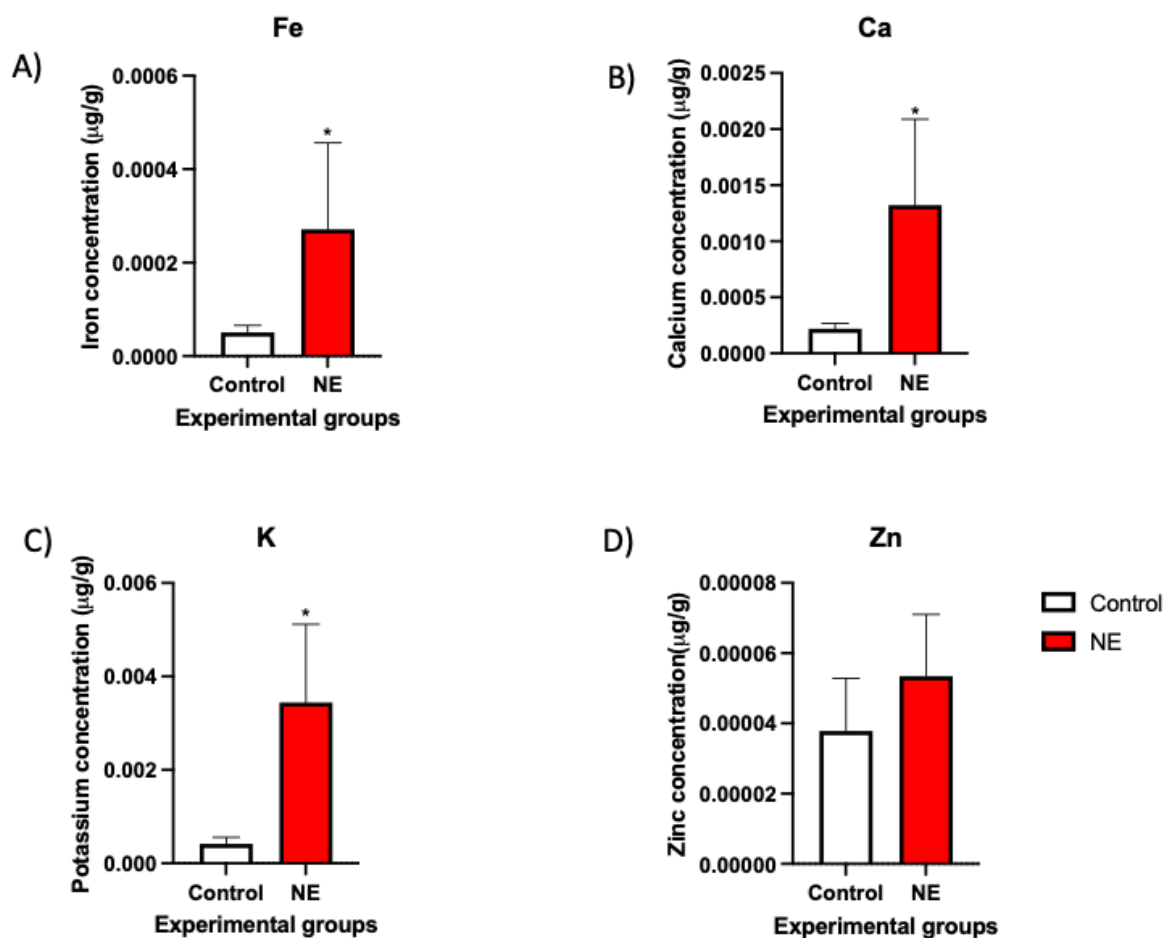 Fe
A)
Iron concentration (μg/g)
0.0006
*
0.0004
0.0002
0.0000
Control NE
Experimental groups
Ca
B)
Calcium concentration (μg/g)
0.0025
*
0.0020
0.0015
0.0010
0.0005
0.0000
Control NE
Experimental groups
K
C)
Potassium concentration (μg/g)
0.006
*
0.004
0.002
0.000
Control NE
Experimental groups
Zn
D)
Zinc concentration(μg/g)
0.00008
0.00006
0.00004
0.00002
0.00000
Control NE
Experimental groups
Control
NE